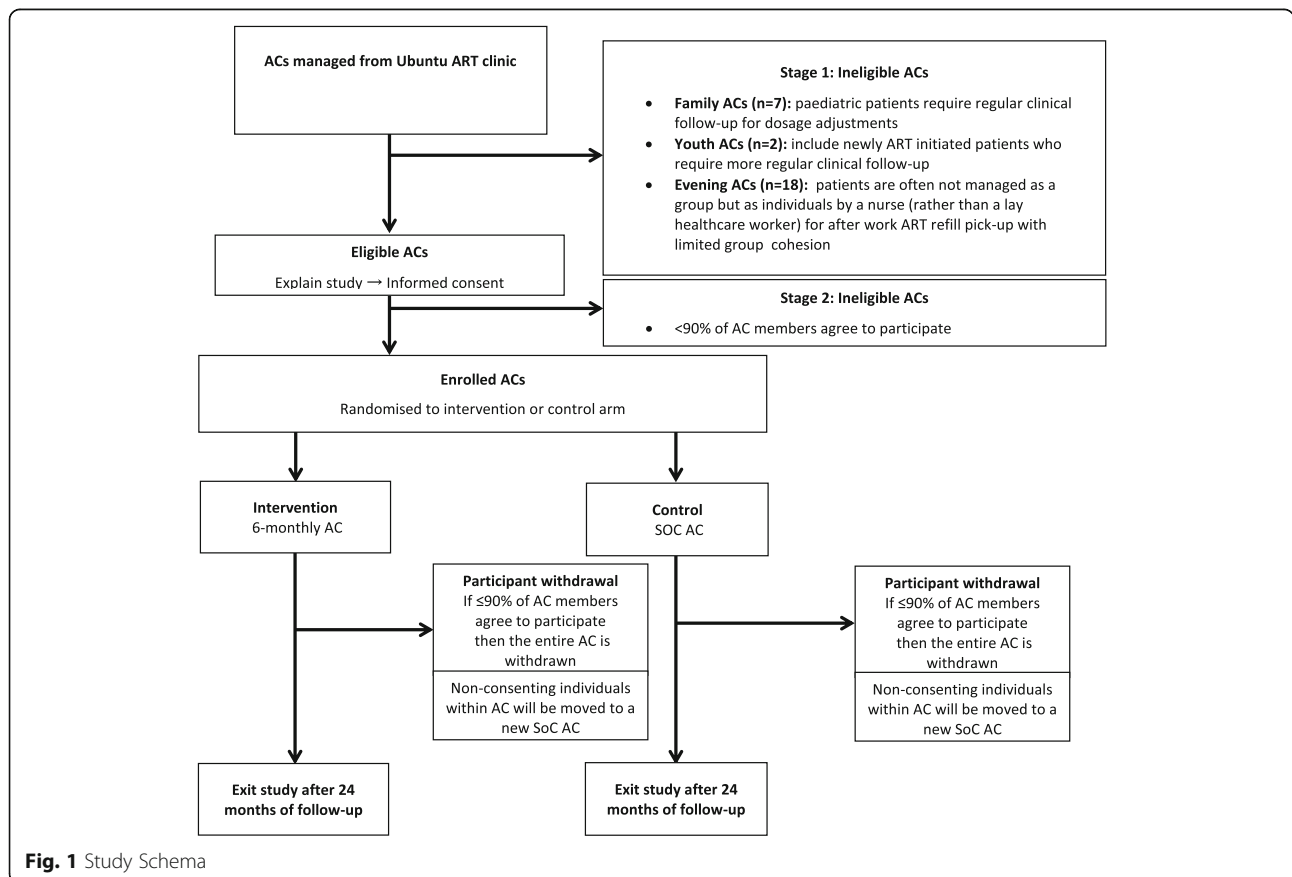 ACs managed from Ubuntu ART clinic
Stage 1: Ineligible ACs
• Family ACs (n=7): paediatric patients require regular clinical
follow-up for dosage adjustments
• Youth ACs (n=2): include newly ART initiated patients who
require more regular clinical follow-up
• Evening ACs (n=18): patients are often not managed as a
group but as individuals by a nurse (rather than a lay
healthcare worker) for after work ART refill pick-up with
limited group cohesion
Eligible ACs
Explain study → Informed consent
Stage 2: Ineligible ACs
• <90% of AC members agree to participate
Enrolled ACs
Randomised to intervention or control arm
Intervention
6-monthly AC
Control
SOC AC
Participant withdrawal
If ≤90% of AC members
agree to participate
then the entire AC is
withdrawn
Non-consenting individuals
within AC will be moved to a
new SoC AC
Participant withdrawal
If ≤90% of AC members
agree to participate
then the entire AC is
withdrawn
Non-consenting individuals
within AC will be moved to a
new SoC AC
Exit study after 24
months of follow-up
Exit study after 24
months of follow-up
Fig. 1 Study Schema